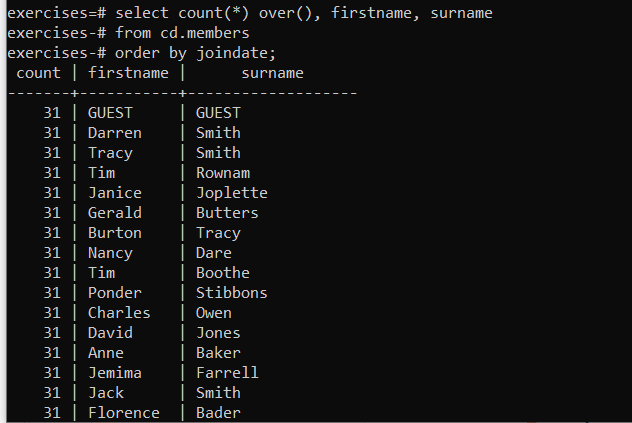 exercises=# select count(*) over(), firstname, surname
exercises-# from cd.members
exercises-# order by joindate;
 count | firstname |      surname
-------+-----------+-------------------
    31 | GUEST     | GUEST
    31 | Darren    | Smith
    31 | Tracy     | Smith
    31 | Tim       | Rownam
    31 | Janice    | Joplette
    31 | Gerald    | Butters
    31 | Burton    | Tracy
    31 | Nancy     | Dare
    31 | Tim       | Boothe
    31 | Ponder    | Stibbons
    31 | Charles   | Owen
    31 | David     | Jones
    31 | Anne      | Baker
    31 | Jemima    | Farrell
    31 | Jack      | Smith
    31 | Florence  | Bader